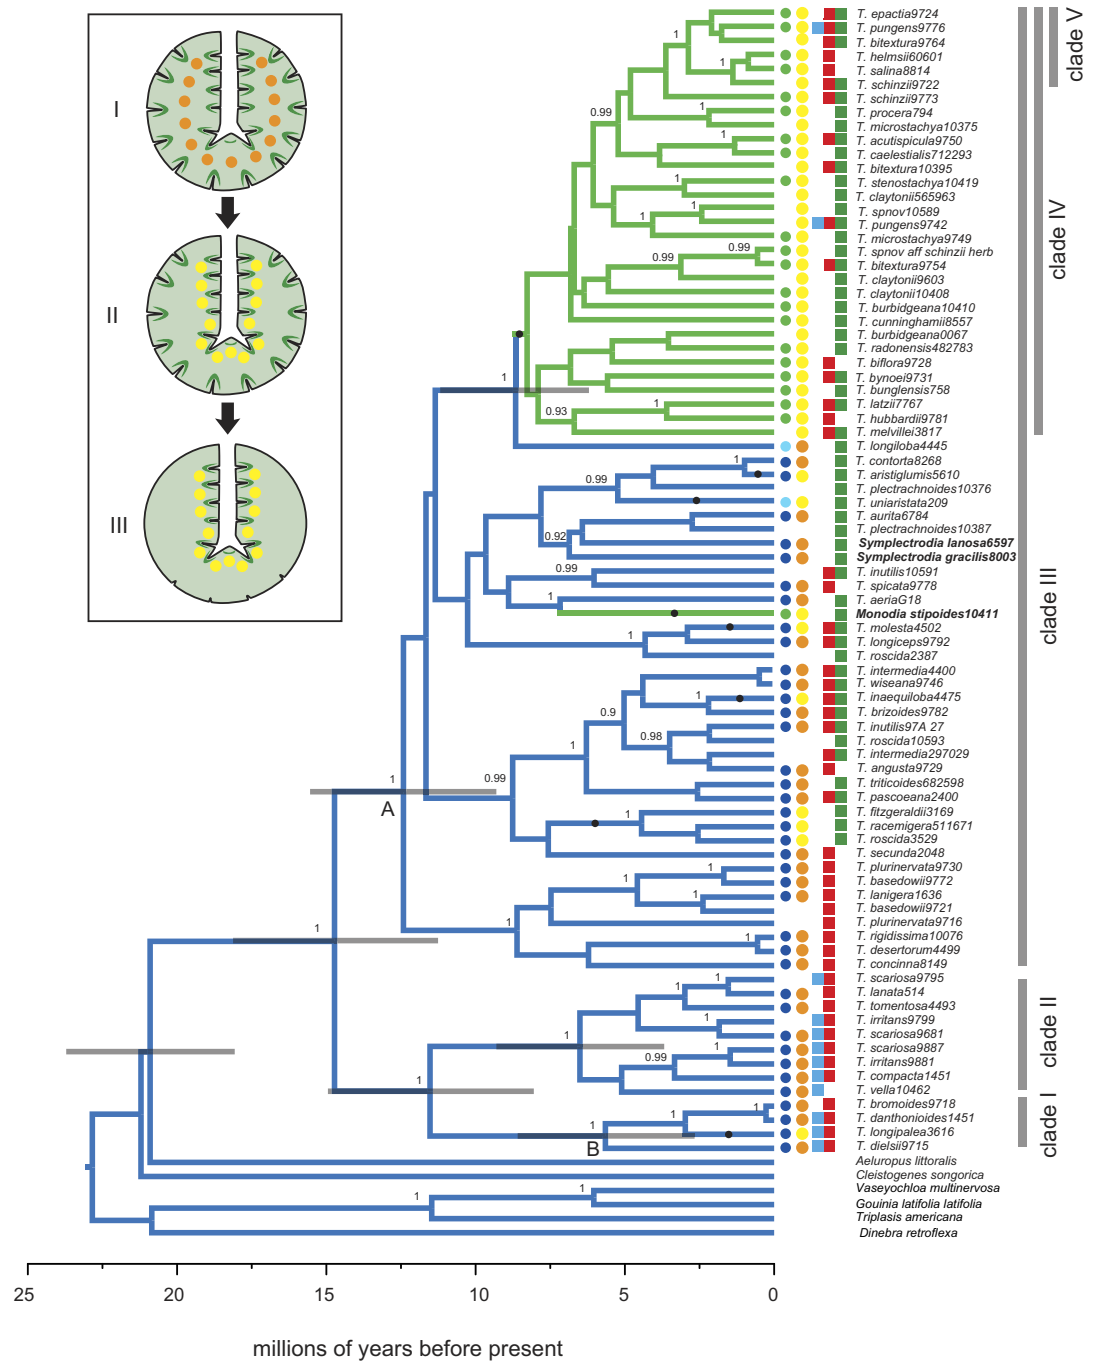 I
II
III
T. epactia9724
T. pungens9776
T. bitextura9764
T. helmsii60601
T. salina8814
T. schinzii9722
T. schinzii9773
T. procera794
T. microstachya10375
T. acutispicula9750
T. caelestialis712293
T. bitextura10395
T. stenostachya10419
T. claytonii565963
T. spnov10589
T. pungens9742
T. microstachya9749
T. spnov aff schinzii herb
T. bitextura9754
T. claytonii9603
T. claytonii10408
T. burbidgeana10410
T. cunninghamii8557
T. burbidgeana0067
T. radonensis482783
T. biflora9728
T. bynoei9731
T. bunglensis758
T. latzii7767
T. hubbardii9781
T. melvillei3817
T. longiloba4445
T. contorta8268
T. aristiglumis5610
T. plectrachnoides10376
T. uniaristata209
T. aurita6784
T. plectrachnoides10387
Symplectrodia lanosa6597
Symplectrodia gracilis8003
T. inutilis10591
T. spicata9778
T. aeriaG18
Monodia stipoides10411
T. molesta4502
T. longiceps9792
T. roscida2387
T. intermedia4400
T. wiseana9746
T. inaequiloba4475
T. brizoides9782
T. inutilis97A 27
T. roscida10593
T. intermedia297029
T. angusta9729
T. triticoides682598
T. pascoeana2400
T. fitzgeraldii3169
T. racemigera511671
T. roscida3529
T. secunda2048
T. plurinervata9730
T. basedowii9772
T. lanigera1636
T. basedowii9721
T. plurinervata9716
T. rigidissima10076
T. desertorum4499
T. concinna8149
T. scariosa9795
T. lanata514
T. tomentosa4493
T. irritans9799
T. scariosa9681
T. scariosa9887
T. irritans9881
T. compacta1451
T. vella10462
T. bromoides9718
T. danthonioides1451
T. longipalea3616
T. dielsii9715
Aeluropus littoralis
Cleistogenes songorica
Vaseyochloa multinervosa
Gouinia latifolia latifolia
Triplasis americana
Dinebra retroflexa
clade V
clade IV
clade III
clade II
clade I
1
1
0.99
1
1
1
1
1
0.99
0.99
1
1
0.93
1
0.99
0.92
0.99
1
1
1
0.9
0.98
1
0.99
1
1
A
1
1
1
1
1
1
1
1
1
1
0.99
1
1
1
1
B
1
1
25
20
15
10
5
0
millions of years before present